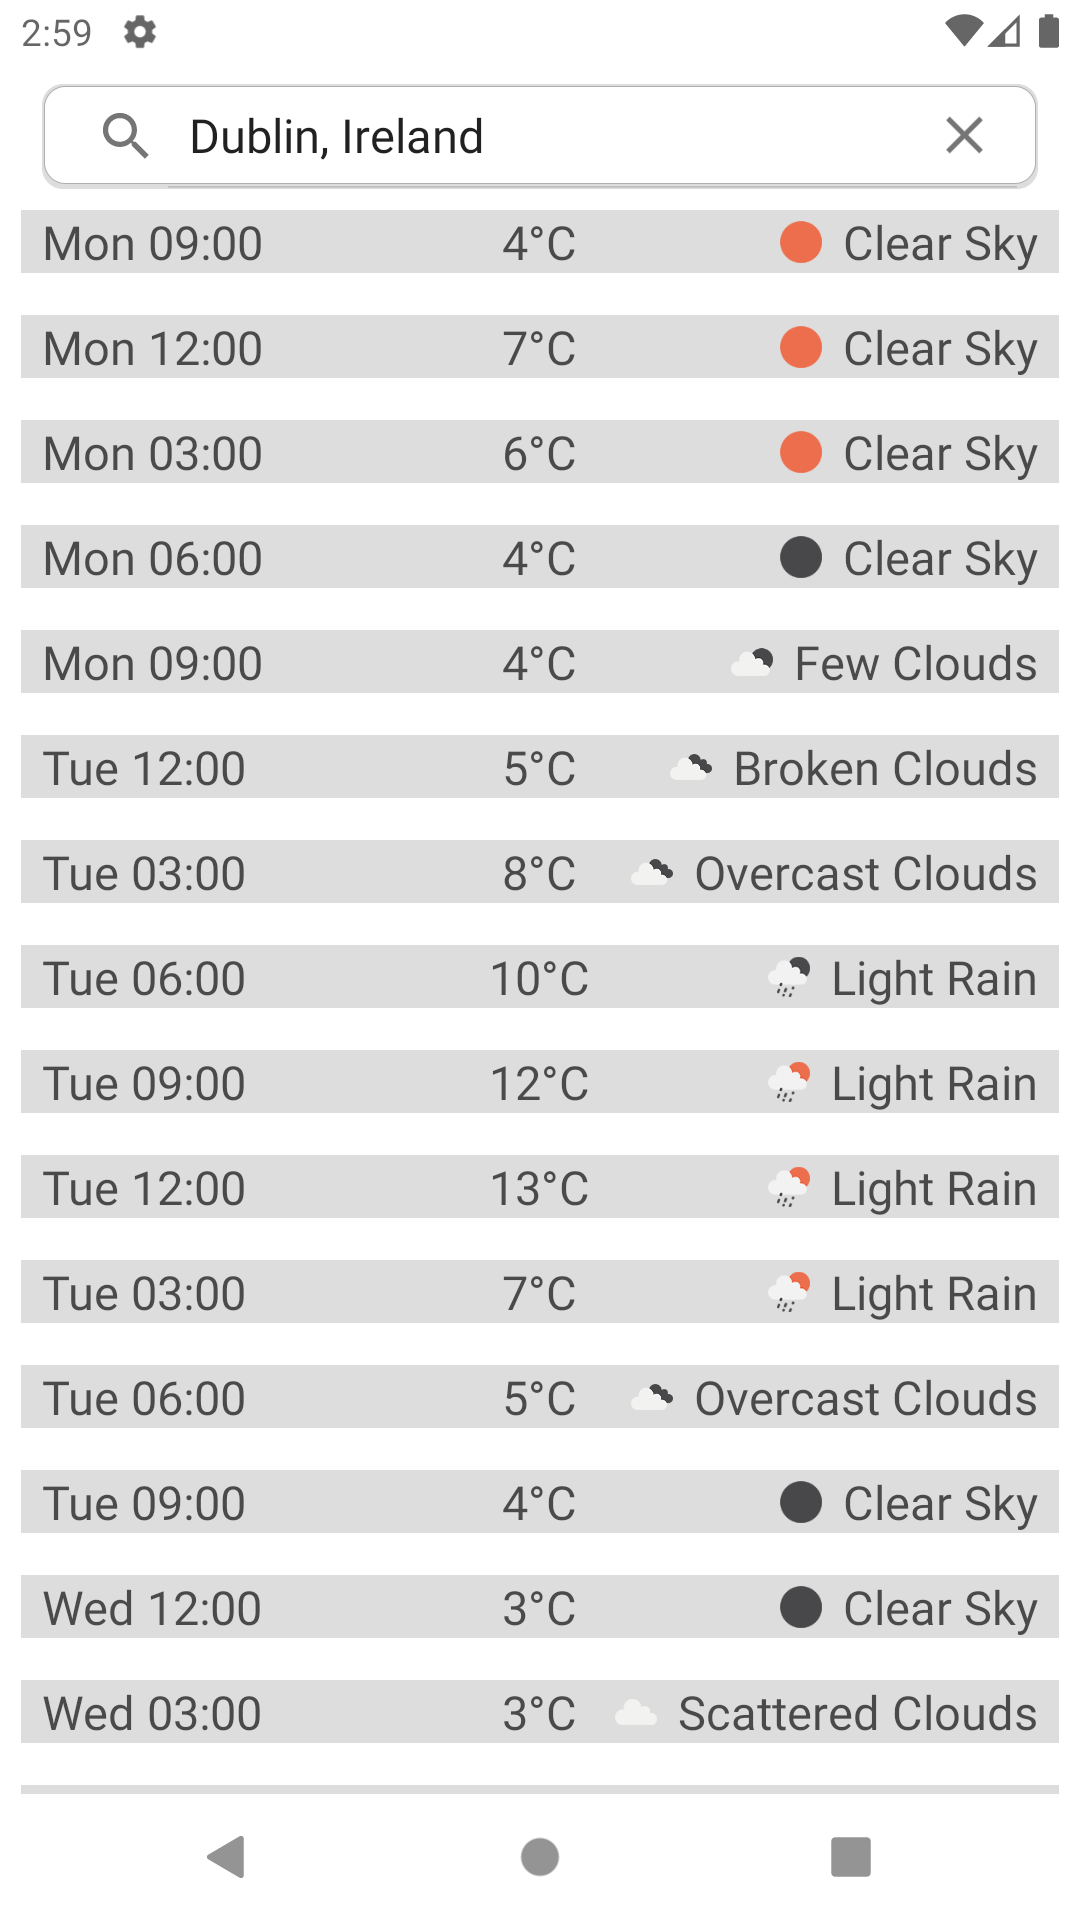 2:59
Dublin, Ireland
Mon 09:00 4°C Clear Sky
Mon 12:00 7°C Clear Sky
Mon 03:00 6°C Clear Sky
Mon 06:00 4°C Clear Sky
Mon 09:00 4°C Few Clouds
Tue 12:00 5°C Broken Clouds
Tue 03:00 8°C Overcast Clouds
Tue 06:00 10°C Light Rain
Tue 09:00 12°C Light Rain
Tue 12:00 13°C Light Rain
Tue 03:00 7°C Light Rain
Tue 06:00 5°C Overcast Clouds
Tue 09:00 4°C Clear Sky
Wed 12:00 3°C Clear Sky
Wed 03:00 3°C Scattered Clouds